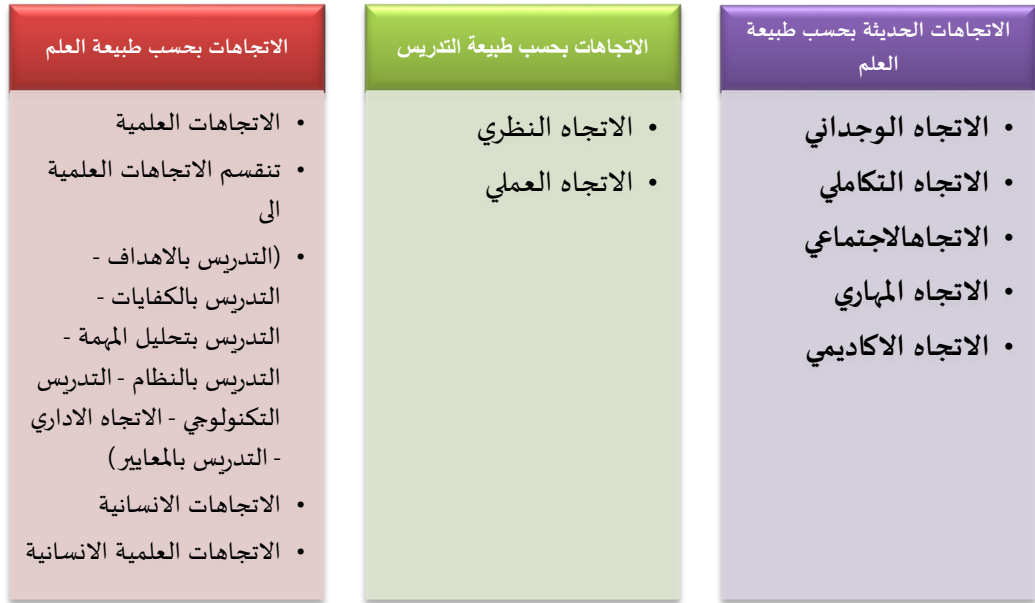 الاتجاهات الحديثة بحسب طبيعة
العلم
• الاتجاه الوجداني
• الاتجاه التكاملي
• الاتجاهالاجتماعي
• الاتجاه المهاري
• الاتجاه الاكاديمي
الاتجاهات بحسب طبيعة التدريس
• الاتجاه النظري
• الاتجاه العملي
الاتجاهات بحسب طبيعة العلم
• الاتجاهات العلمية
• تنقسم الاتجاهات العلمية
الى
• (التدريس بالاهداف -
التدريس بالكفايات -
التدريس بتحليل المهمة -
التدريس بالنظام - التدريس
التكنولوجي - الاتجاه الاداري
- التدريس بالمعايير)
• الاتجاهات الانسانية
• الاتجاهات العلمية الانسانية